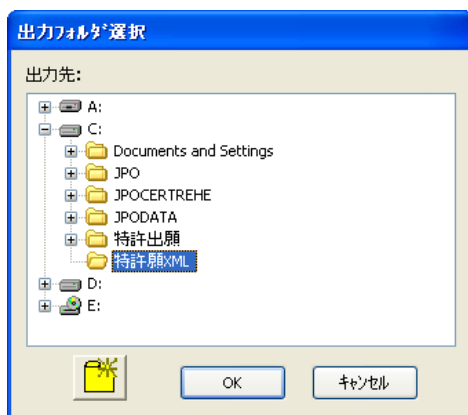 出力ﾌｫﾙﾀﾞ選択
出力先:
A:
C:
Documents and Settings
JPO
JPOCERTREHE
JPODATA
特許出願
特許願XML
D:
E:
OK
ｷｬﾝｾﾙ